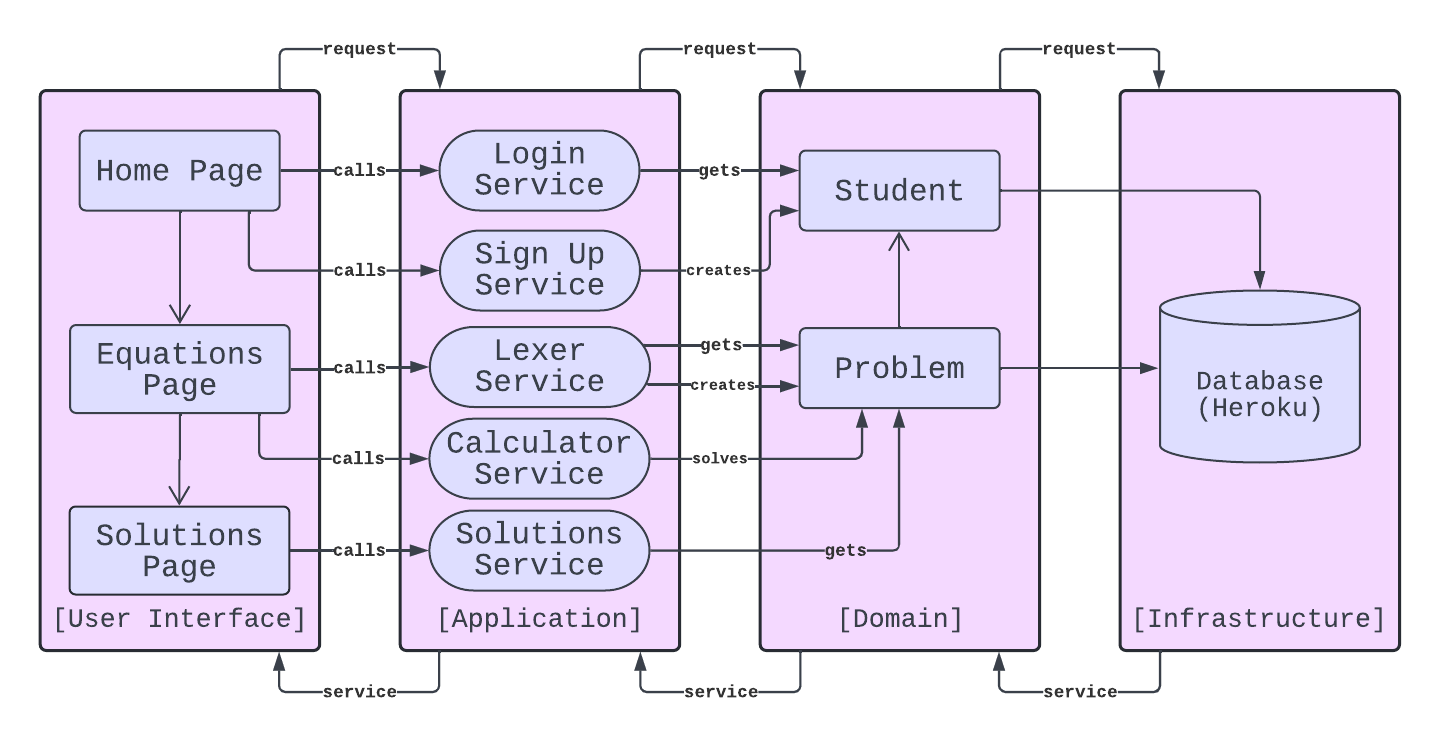 request
request
request
Home Page
calls
Login
Service
gets
Student
calls
Sign Up
Service
creates
Equations
Page
calls
Lexer
Service
gets
creates
Problem
Database
(Heroku)
calls
Calculator
Service
solves
Solutions
Page
calls
Solutions
Service
gets
[User Interface]
[Application]
[Domain]
[Infrastructure]
service
service
service